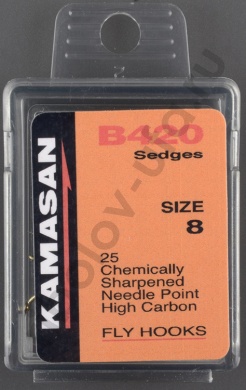 KAMASAN
B420
Sedges
SIZE
8
25
Chemically
Sharpened
Needle Point
High Carbon
FLY HOOKS